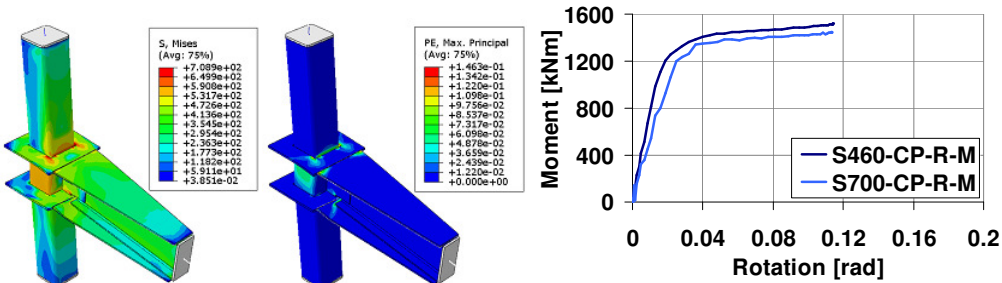 S, Mises
(Avg: 75%)
+7.089e+02
+6.499e+02
+5.908e+02
+5.317e+02
+4.726e+02
+4.136e+02
+3.545e+02
+2.954e+02
+2.363e+02
+1.773e+02
+1.182e+02
+5.911e+01
+3.851e-02
PE, Max. Principal
(Avg: 75%)
+1.463e-01
+1.342e-01
+1.220e-01
+1.098e-01
+9.756e-02
+8.537e-02
+7.317e-02
+6.098e-02
+4.878e-02
+3.659e-02
+2.439e-02
+1.220e-02
+0.000e+00
Moment [kNm]
1600
1200
800
400
0
S460-CP-R-M
S700-CP-R-M
0 0.04 0.08 0.12 0.16 0.2
Rotation [rad]